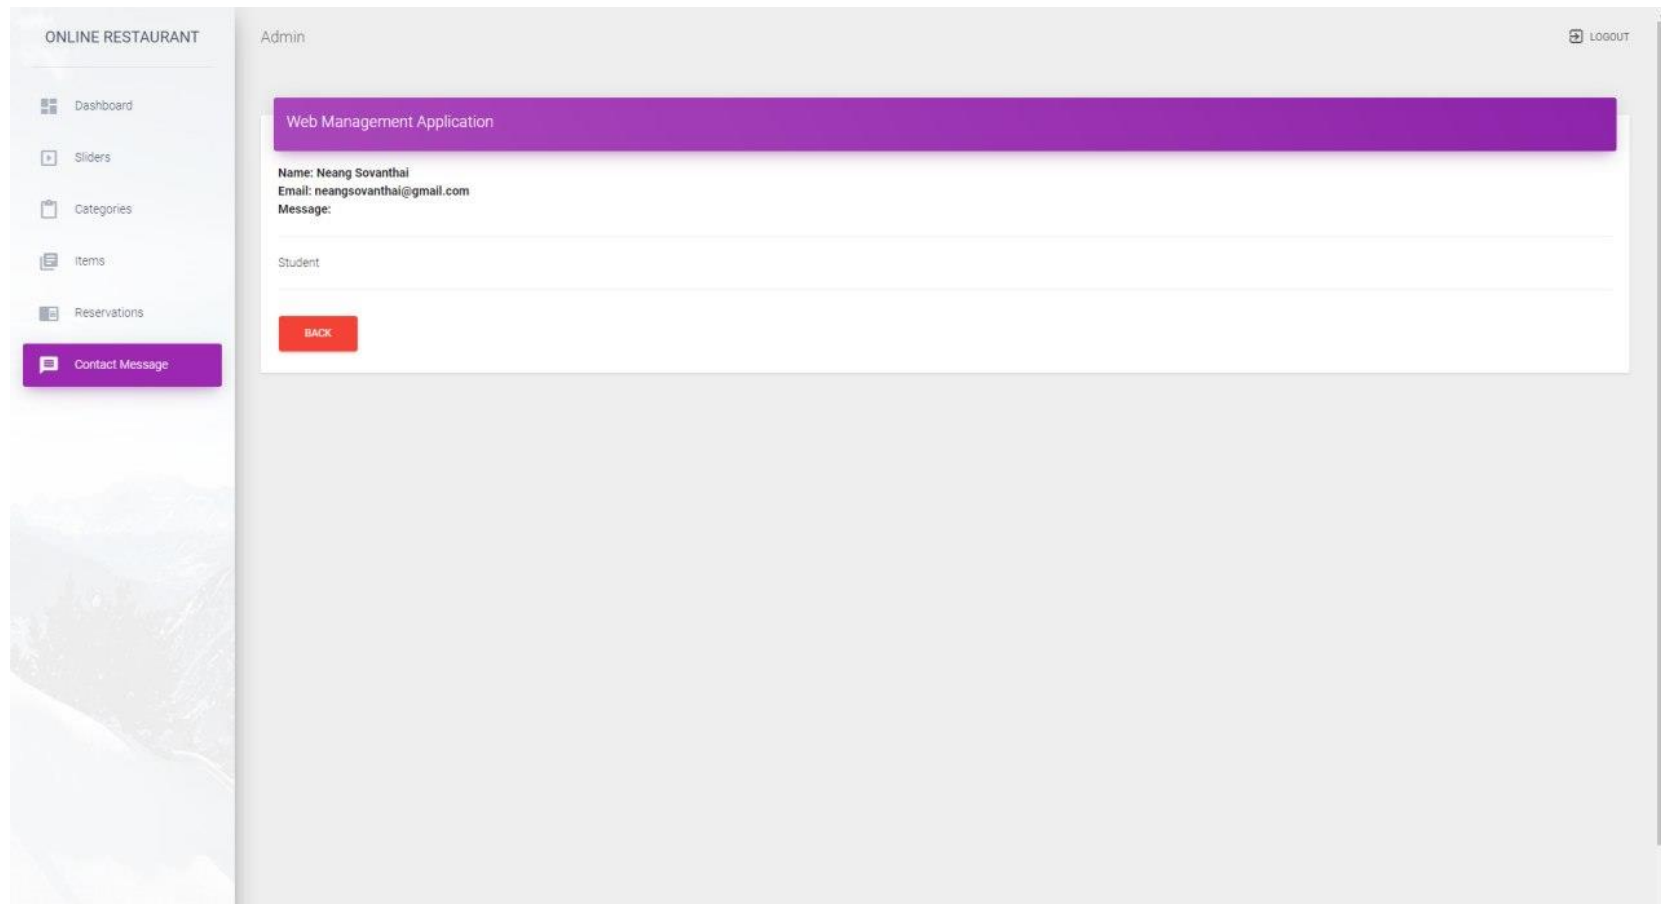 ONLINE RESTAURANT
Dashboard
Sliders
Categories
Items
Reservations
Contact Message
Admin
LOGOUT
Web Management Application
Name: Neang Sovanthai
Email: neangsovanthai@gmail.com
Message:
Student
BACK